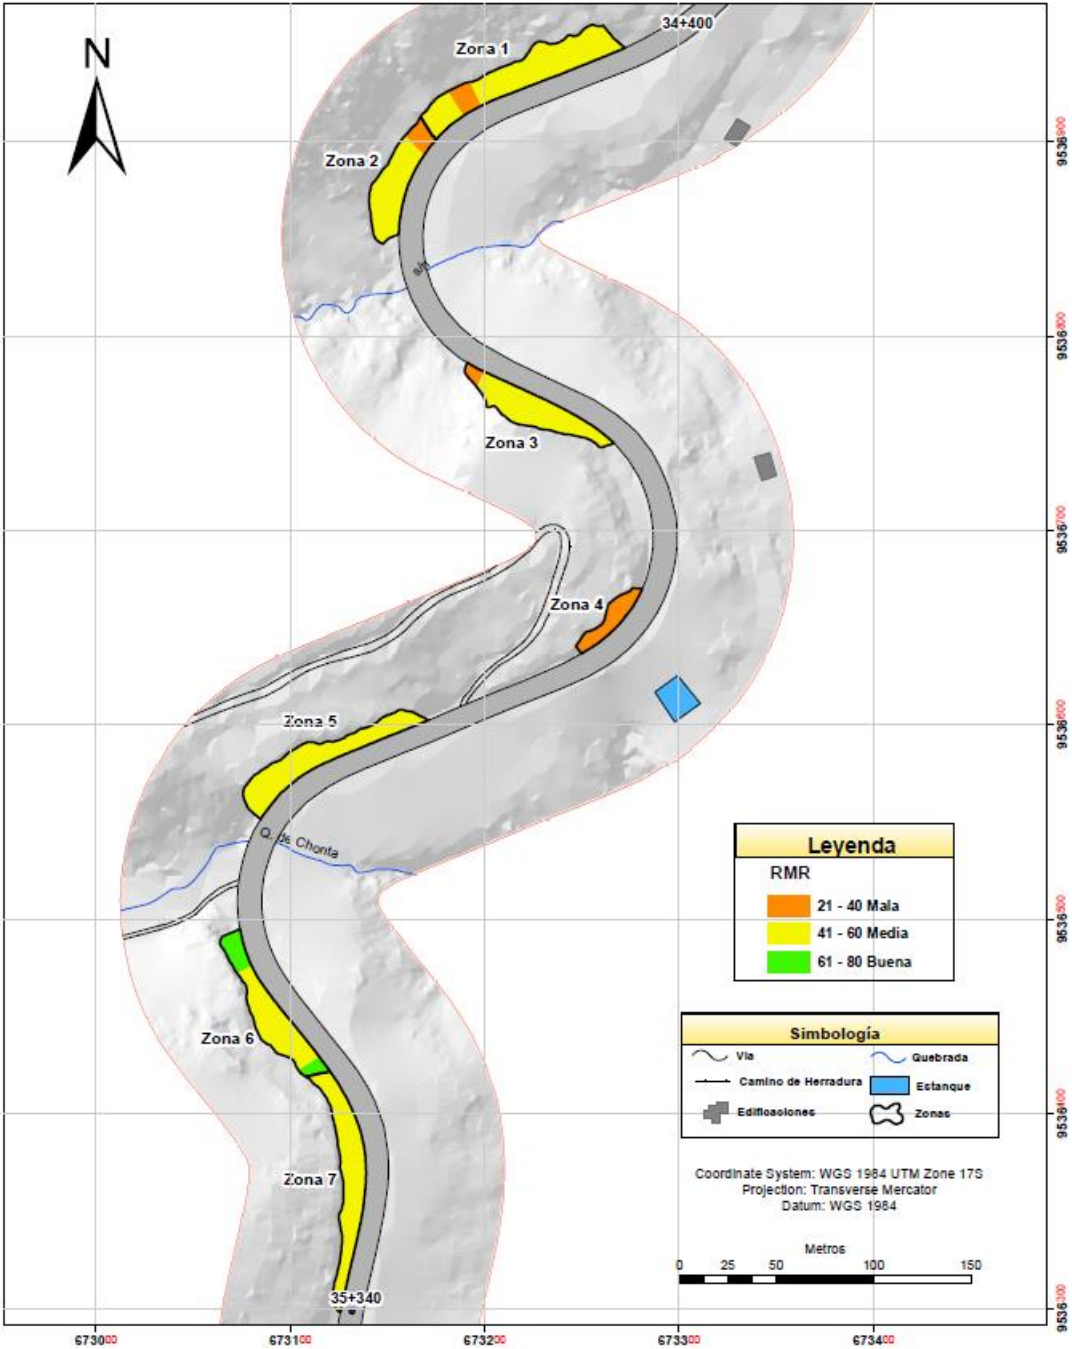 34+400
Zona 1
N
9536900
Zona 2
s/n
9536800
Zona 3
9536700
Zona 4
Zona 5
9536600
Q. de Chonta
Leyenda
RMR
21 - 40 Mala
41 - 60 Media
61 - 80 Buena
9536500
Zona 6
Simbología
Vía
Quebrada
Camino de Herradura
Estanque
Edificaciones
Zonas
9536400
Zona 7
Coordinate System: WGS 1984 UTM Zone 17S
Projection: Transverse Mercator
Datum: WGS 1984
Metros
0 25 50 100 150
35+340
9536300
673000 673100 673200 673300 673400